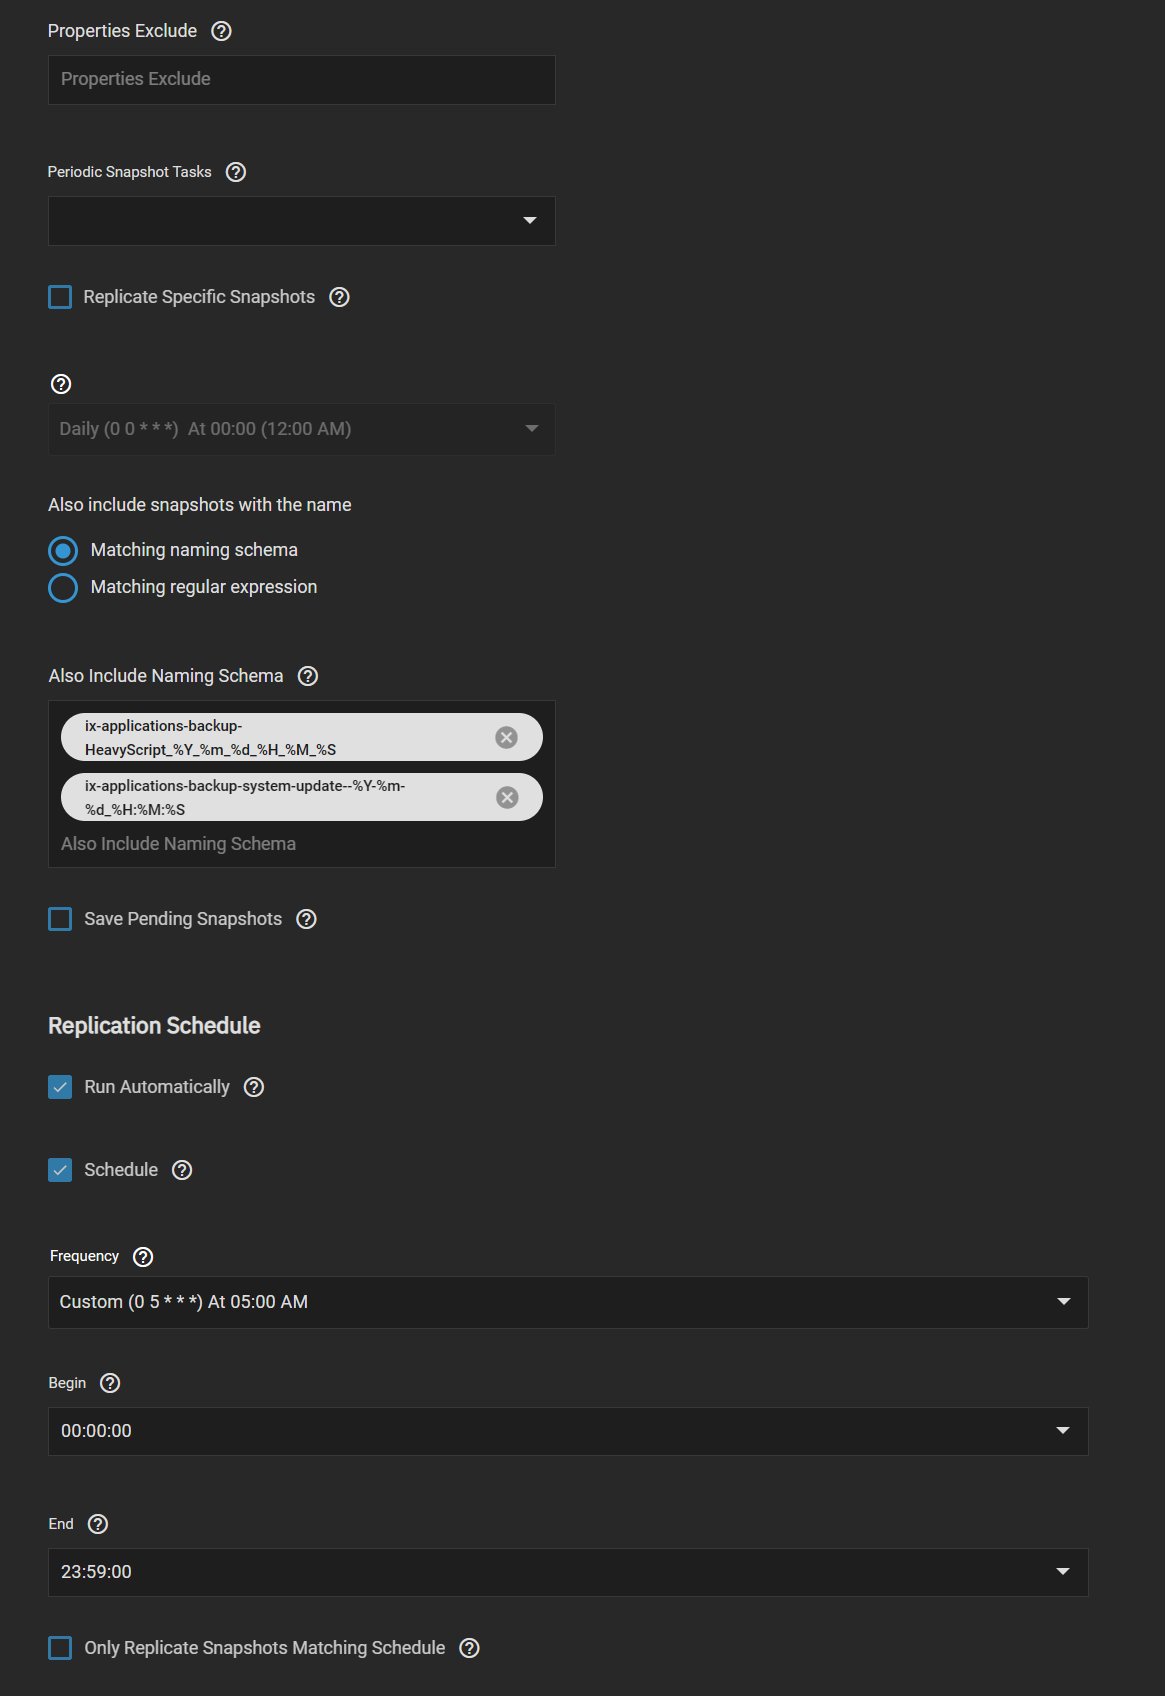 Properties Exclude
Properties Exclude
Periodic Snapshot Tasks
Replicate Specific Snapshots
Daily (0 0 * * *)  At 00:00 (12:00 AM)
Also include snapshots with the name
Matching naming schema
Matching regular expression
Also Include Naming Schema
ix-applications-backup-
HeavyScript_%Y_%m_%d_%H_%M_%S
ix-applications-backup-system-update--%Y-%m-
%d_%H:%M:%S
Also Include Naming Schema
Save Pending Snapshots
Replication Schedule
Run Automatically
Schedule
Frequency
Custom (0 5 * * *) At 05:00 AM
Begin
00:00:00
End
23:59:00
Only Replicate Snapshots Matching Schedule